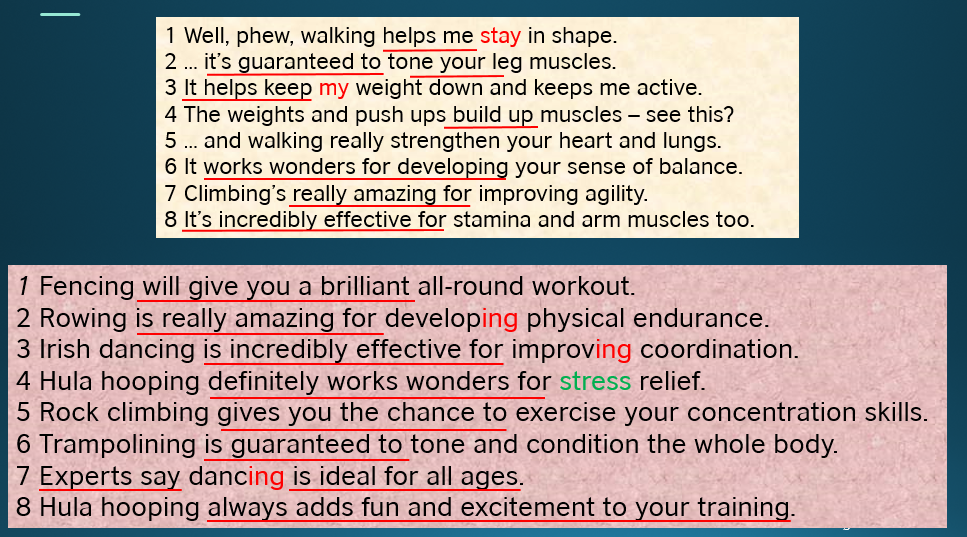 1 Well, phew, walking helps me stay in shape.
2 ... it's guaranteed to tone your leg muscles.
3 It helps keep my weight down and keeps me active.
4 The weights and push ups build up muscles – see this?
5 ... and walking really strengthen your heart and lungs.
6 It works wonders for developing your sense of balance.
7 Climbing's really amazing for improving agility.
8 It's incredibly effective for stamina and arm muscles too.
1 Fencing will give you a brilliant all-round workout.
2 Rowing is really amazing for developing physical endurance.
3 Irish dancing is incredibly effective for improving coordination.
4 Hula hooping definitely works wonders for stress relief.
5 Rock climbing gives you the chance to exercise your concentration skills.
6 Trampolining is guaranteed to tone and condition the whole body.
7 Experts say dancing is ideal for all ages.
8 Hula hooping always adds fun and excitement to your training.